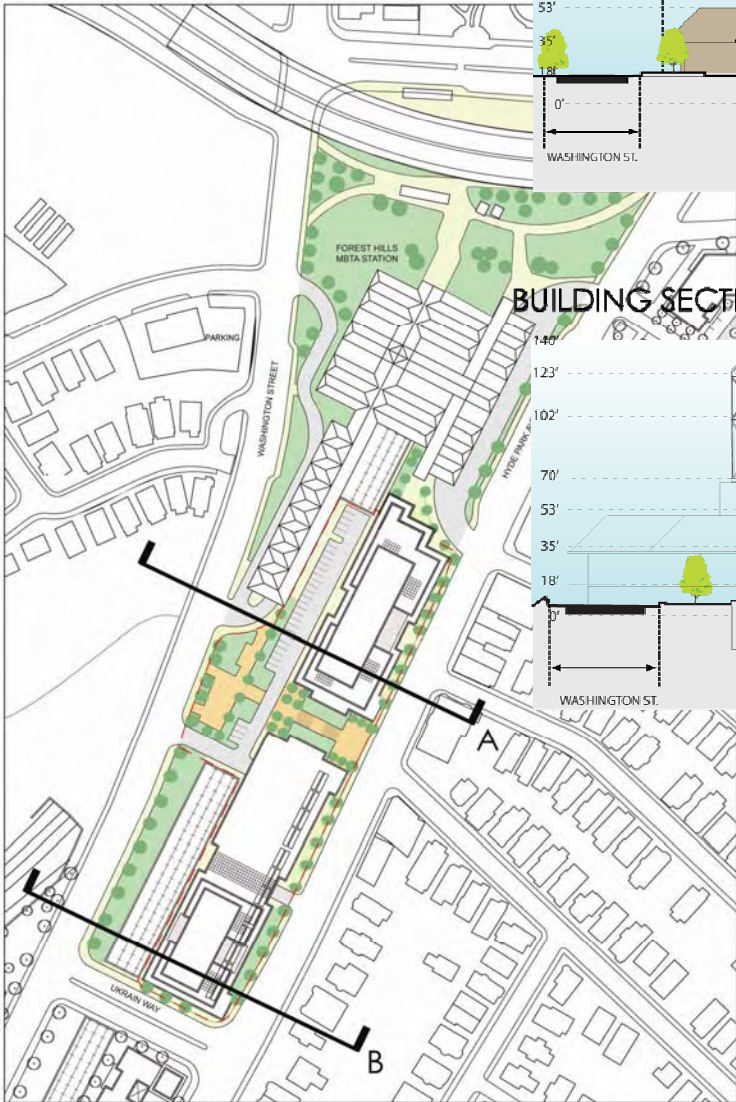 53'
35'
18'
0'
WASHINGTON ST.
FOREST HILLS
MBTA STATION
BUILDING SECTI
PARKING
WASHINGTON STREET
HYDE PARK
140'
123'
102'
70'
53'
35'
18'
0'
WASHINGTON ST.
A
UKRAIN WAY
B